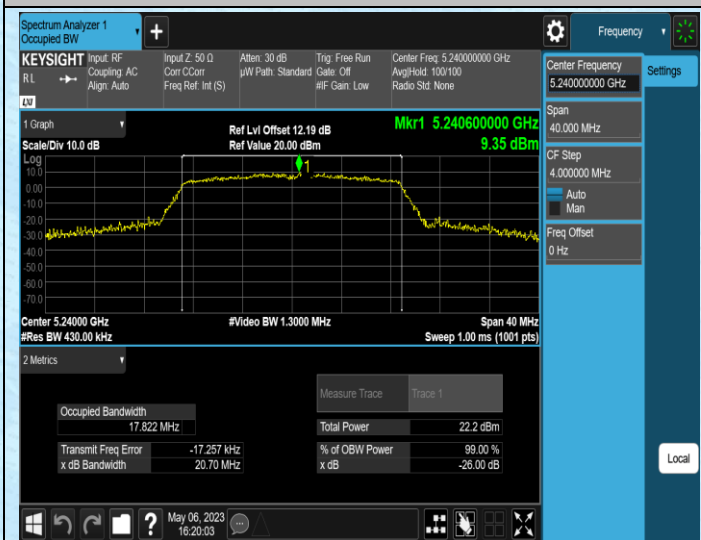 Spectrum Analyzer 1
Occupied BW
+
Frequency
KEYSIGHT
RL
LXI
Input: RF
Coupling: AC
Align: Auto
Input Z: 50 Ω
Corr CCorr
Freq Ref: Int (S)
Atten: 30 dB
µW Path: Standard
Trig: Free Run
Gate: Off
#IF Gain: Low
Center Freq: 5.240000000 GHz
Avg|Hold: 100/100
Radio Std: None
Center Frequency
5.240000000 GHz
Settings
Span
40.000 MHz
CF Step
4.000000 MHz
Auto
Man
Freq Offset
0 Hz
Local
1 Graph
Scale/Div 10.0 dB
Ref Lvl Offset 12.19 dB
Ref Value 20.00 dBm
Mkr1 5.240600000 GHz
9.35 dBm
Log
10.0
0.00
-10.0
-20.0
-30.0
-40.0
-50.0
-60.0
-70.0
1
Center 5.24000 GHz
#Res BW 430.00 kHz
#Video BW 1.3000 MHz
Span 40 MHz
Sweep 1.00 ms (1001 pts)
2 Metrics
Measure Trace Trace 1
Occupied Bandwidth
17.822 MHz
Total Power 22.2 dBm
Transmit Freq Error -17.257 kHz
% of OBW Power 99.00 %
x dB Bandwidth 20.70 MHz
x dB -26.00 dB
?
May 06, 2023
16:20:03